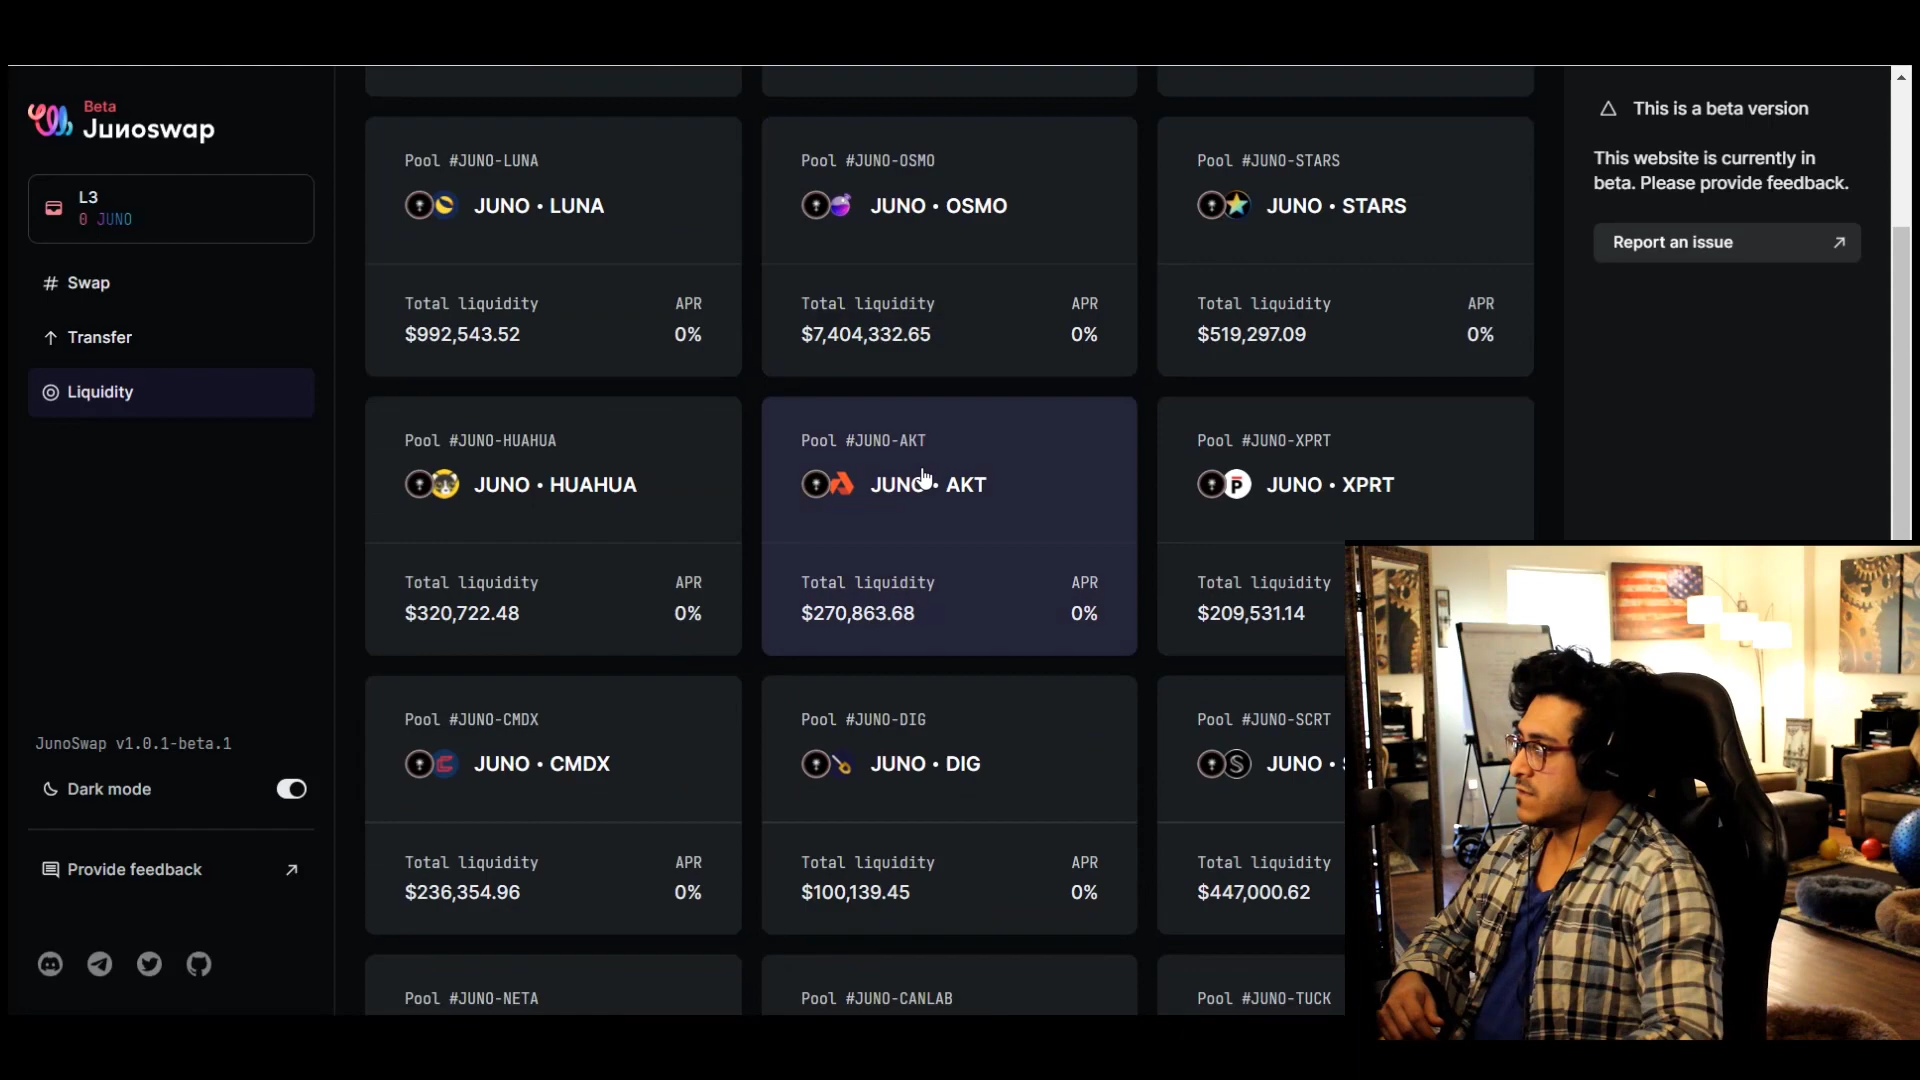 Beta
Junoswap
L3
0 JUNO
Swap
Transfer
Liquidity
JunoSwap v1.0.1-beta.1
Dark mode
Provide feedback
Pool #JUNO-LUNA
JUNO • LUNA
Total liquidity APR
$992,543.52 0%
Pool #JUNO-OSMO
JUNO • OSMO
Total liquidity APR
$7,404,332.65 0%
Pool #JUNO-STARS
JUNO • STARS
Total liquidity APR
$519,297.09 0%
Pool #JUNO-HUAHUA
JUNO • HUAHUA
Total liquidity APR
$320,722.48 0%
Pool #JUNO-AKT
JUNO • AKT
Total liquidity APR
$270,863.68 0%
Pool #JUNO-XPRT
JUNO • XPRT
Total liquidity
$209,531.14
Pool #JUNO-CMDX
JUNO • CMDX
Total liquidity APR
$236,354.96 0%
Pool #JUNO-DIG
JUNO • DIG
Total liquidity APR
$100,139.45 0%
Pool #JUNO-SCRT
JUNO •
Total liquidity
$447,000.62
Pool #JUNO-NETA
Pool #JUNO-CANLAB
Pool #JUNO-TUCK
This is a beta version
This website is currently in
beta. Please provide feedback.
Report an issue